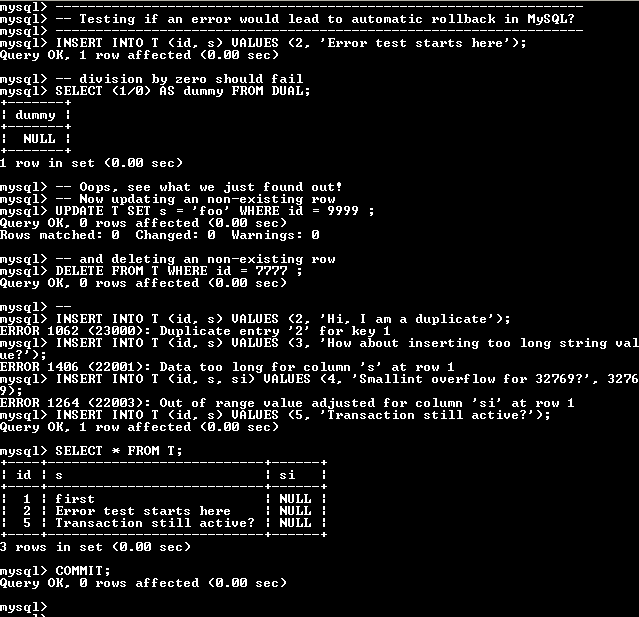 mysql> ------------------------------------------------------------------
mysql> -- Testing if an error would lead to automatic rollback in MySQL?
mysql> ------------------------------------------------------------------
mysql> INSERT INTO T (id, s) VALUES (2, 'Error test starts here');
Query OK, 1 row affected (0.00 sec)
mysql> -- division by zero should fail
mysql> SELECT (1/0) AS dummy FROM DUAL;
+-------+
| dummy |
+-------+
|  NULL |
+-------+
1 row in set (0.00 sec)
mysql> -- Oops, see what we just found out!
mysql> -- Now updating an non-existing row
mysql> UPDATE T SET s = 'foo' WHERE id = 9999 ;
Query OK, 0 rows affected (0.00 sec)
Rows matched: 0  Changed: 0  Warnings: 0
mysql> -- and deleting an non-existing row
mysql> DELETE FROM T WHERE id = 7777 ;
Query OK, 0 rows affected (0.00 sec)
mysql> --
mysql> INSERT INTO T (id, s) VALUES (2, 'Hi, I am a duplicate');
ERROR 1062 (23000): Duplicate entry '2' for key 1
mysql> INSERT INTO T (id, s) VALUES (3, 'How about inserting too long string val
ue?');
ERROR 1406 (22001): Data too long for column 's' at row 1
mysql> INSERT INTO T (id, s, si) VALUES (4, 'Smallint overflow for 32769?', 3276
9);
ERROR 1264 (22003): Out of range value adjusted for column 'si' at row 1
mysql> INSERT INTO T (id, s) VALUES (5, 'Transaction still active?');
Query OK, 1 row affected (0.00 sec)
mysql> SELECT * FROM T;
+----+---------------------------+------+
| id | s                         | si   |
+----+---------------------------+------+
|  1 | first                     | NULL |
|  2 | Error test starts here    | NULL |
|  5 | Transaction still active? | NULL |
+----+---------------------------+------+
3 rows in set (0.00 sec)
mysql> COMMIT;
Query OK, 0 rows affected (0.00 sec)
mysql>